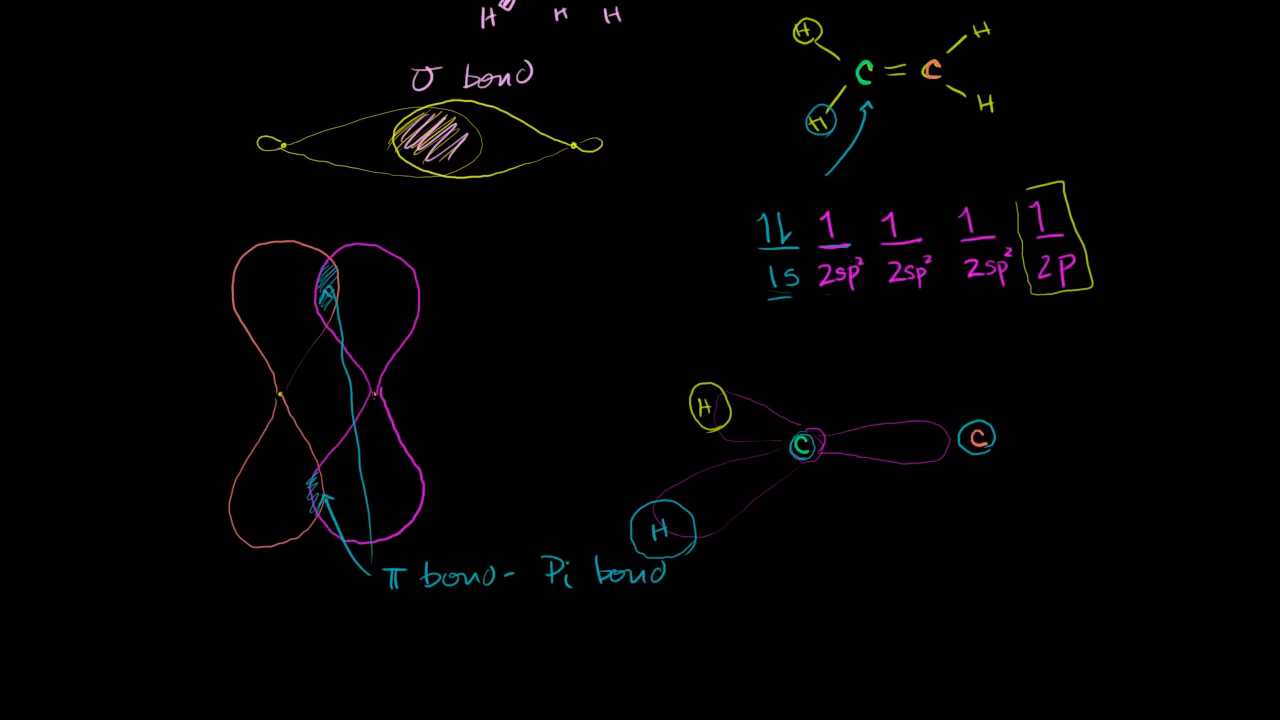 H H H
σ bond
H H
C = C
H H
1↿⇂ 1 1 1 1
1s 2sp² 2sp² 2sp² 2p
H
C C
H
π bond - Pi bond